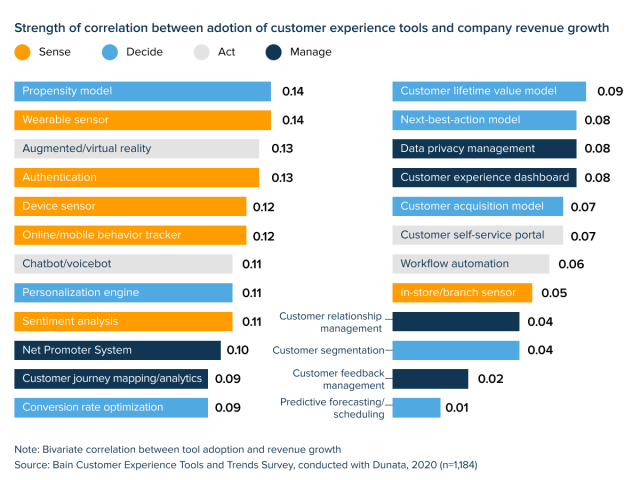 Strength of correlation between adotion of customer experience tools and company revenue growth
Sense
Decide
Act
Manage
Propensity model 0.14
Wearable sensor 0.14
Augmented/virtual reality 0.13
Authentication 0.13
Device sensor 0.12
Online/mobile behavior tracker 0.12
Chatbot/voicebot 0.11
Personalization engine 0.11
Sentiment analysis 0.11
Net Promoter System 0.10
Customer journey mapping/analytics 0.09
Conversion rate optimization 0.09
Customer lifetime value model 0.09
Next-best-action model 0.08
Data privacy management 0.08
Customer experience dashboard 0.08
Customer acquisition model 0.07
Customer self-service portal 0.07
Workflow automation 0.06
In-store/branch sensor 0.05
Customer relationship
management 0.04
Customer segmentation 0.04
Customer feedback
management 0.02
Predictive forecasting/
scheduling 0.01
Note: Bivariate correlation between tool adoption and revenue growth
Source: Bain Customer Experience Tools and Trends Survey, conducted with Dunata, 2020 (n=1,184)